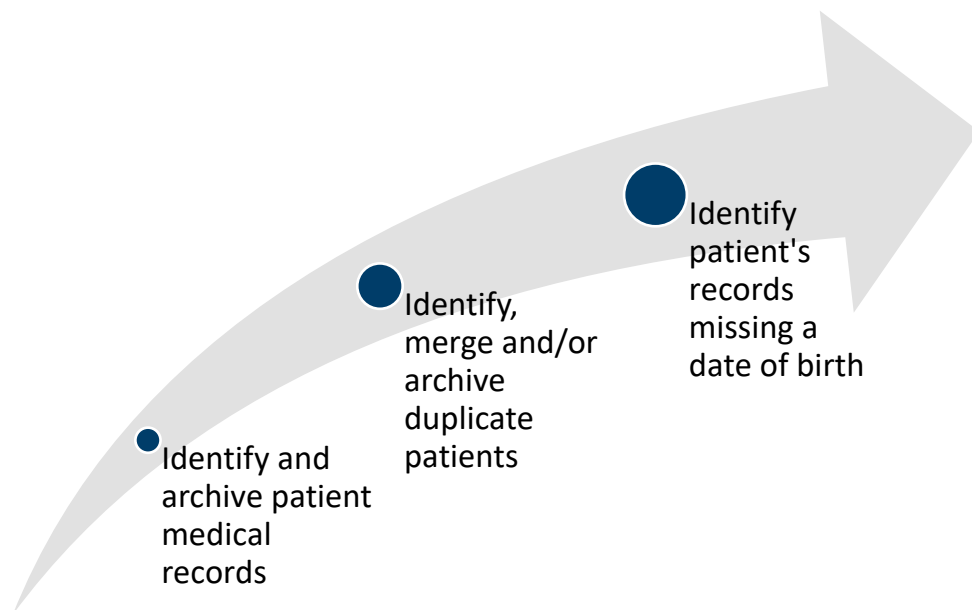 Identify and
archive patient
medical
records
Identify,
merge and/or
archive
duplicate
patients
Identify
patient's
records
missing a
date of birth